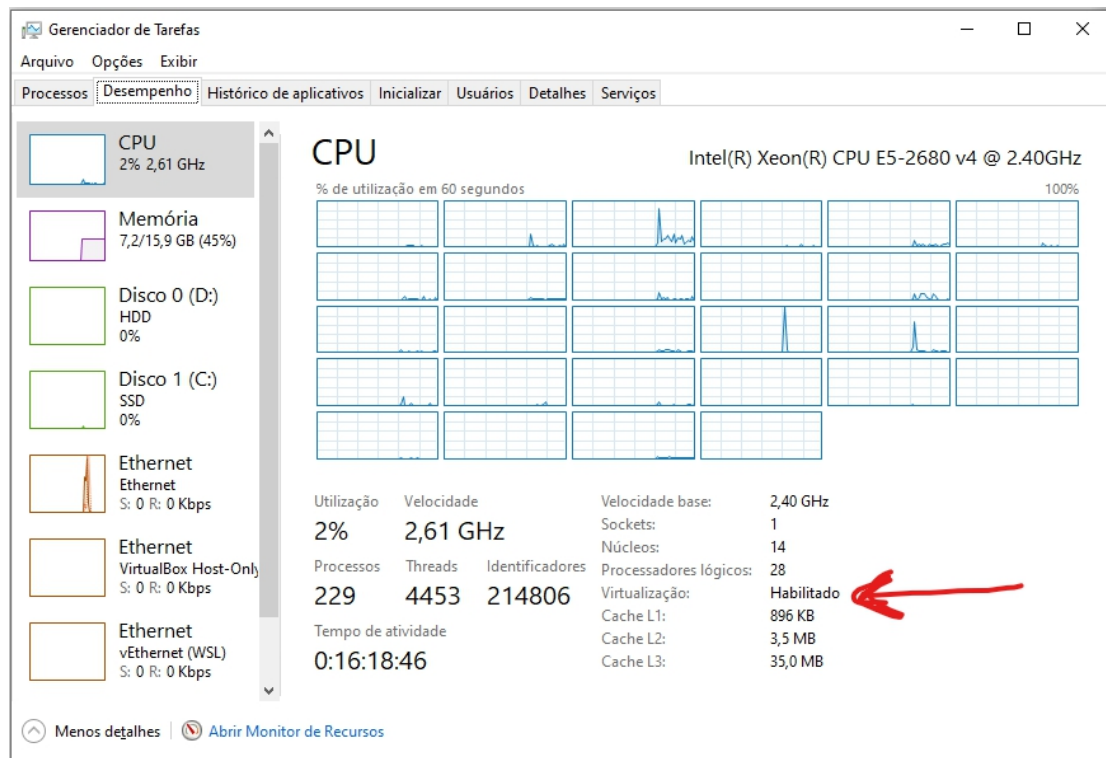 Gerenciador de Tarefas
Arquivo Opções Exibir
Processos Desempenho Histórico de aplicativos Inicializar Usuários Detalhes Serviços
CPU
2% 2,61 GHz
Memória
7,2/15,9 GB (45%)
Disco 0 (D:)
HDD
0%
Disco 1 (C:)
SSD
0%
Ethernet
Ethernet
S: 0 R: 0 Kbps
Ethernet
VirtualBox Host-Only
S: 0 R: 0 Kbps
Ethernet
vEthernet (WSL)
S: 0 R: 0 Kbps
CPU
Intel(R) Xeon(R) CPU E5-2680 v4 @ 2.40GHz
% de utilização em 60 segundos 100%
Utilização Velocidade
2% 2,61 GHz
Processos Threads Identificadores
229 4453 214806
Tempo de atividade
0:16:18:46
Velocidade base: 2,40 GHz
Sockets: 1
Núcleos: 14
Processadores lógicos: 28
Virtualização: Habilitado
Cache L1: 896 KB
Cache L2: 3,5 MB
Cache L3: 35,0 MB
Menos detalhes Abrir Monitor de Recursos